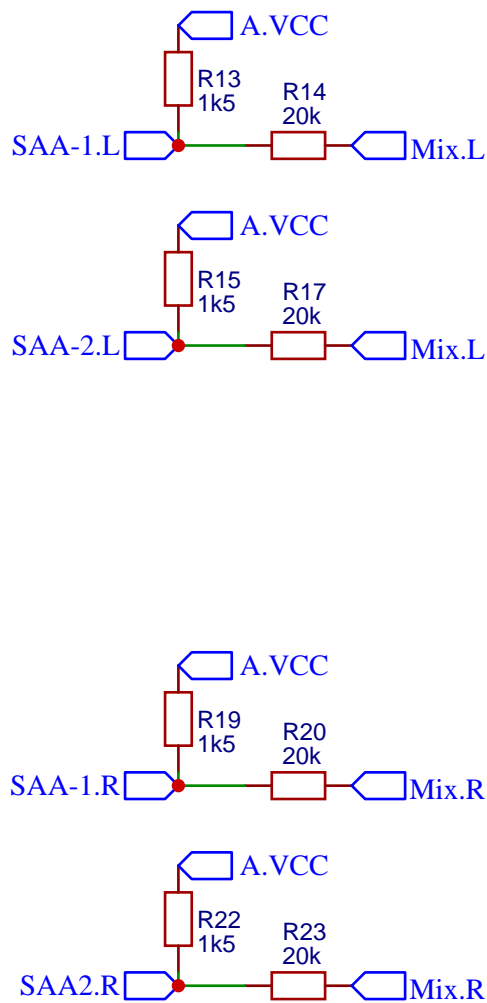 A.VCC
R13
1k5
R14
20k
SAA-1.L
Mix.L
A.VCC
R15
1k5
R17
20k
SAA-2.L
Mix.L
A.VCC
R19
1k5
R20
20k
SAA-1.R
Mix.R
A.VCC
R22
1k5
R23
20k
SAA2.R
Mix.R